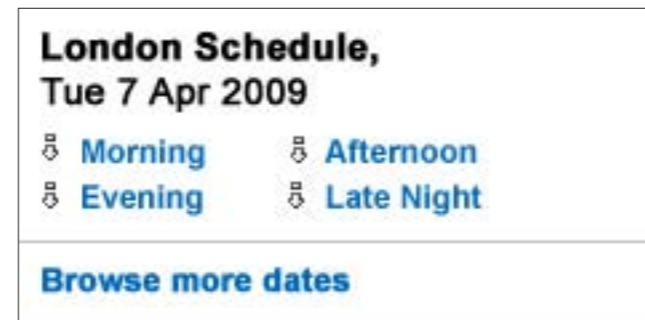 London Schedule,
Tue 7 Apr 2009
Morning Afternoon
Evening Late Night
Browse more dates